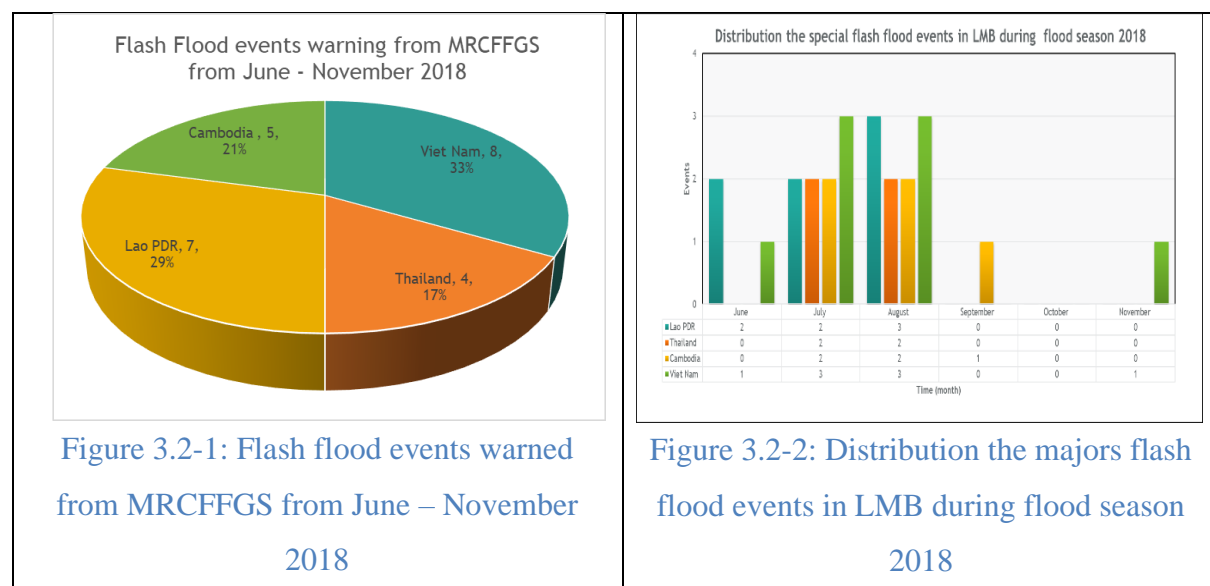 Flash Flood events warning from MRCFFGS
from June - November 2018
Cambodia , 5,
21%
Viet Nam, 8,
33%
Lao PDR, 7,
29%
Thailand, 4,
17%
Figure 3.2-1: Flash flood events warned
from MRCFFGS from June – November
2018
Distribution the special flash flood events in LMB during flood season 2018
Events
4
3
2
1
0
June July August September October November
Lao PDR 2 2 3 0 0 0
Thailand 0 2 2 0 0 0
Cambodia 0 2 2 1 0 0
Viet Nam 1 3 3 0 0 1
Time (month)
Figure 3.2-2: Distribution the majors flash
flood events in LMB during flood season
2018